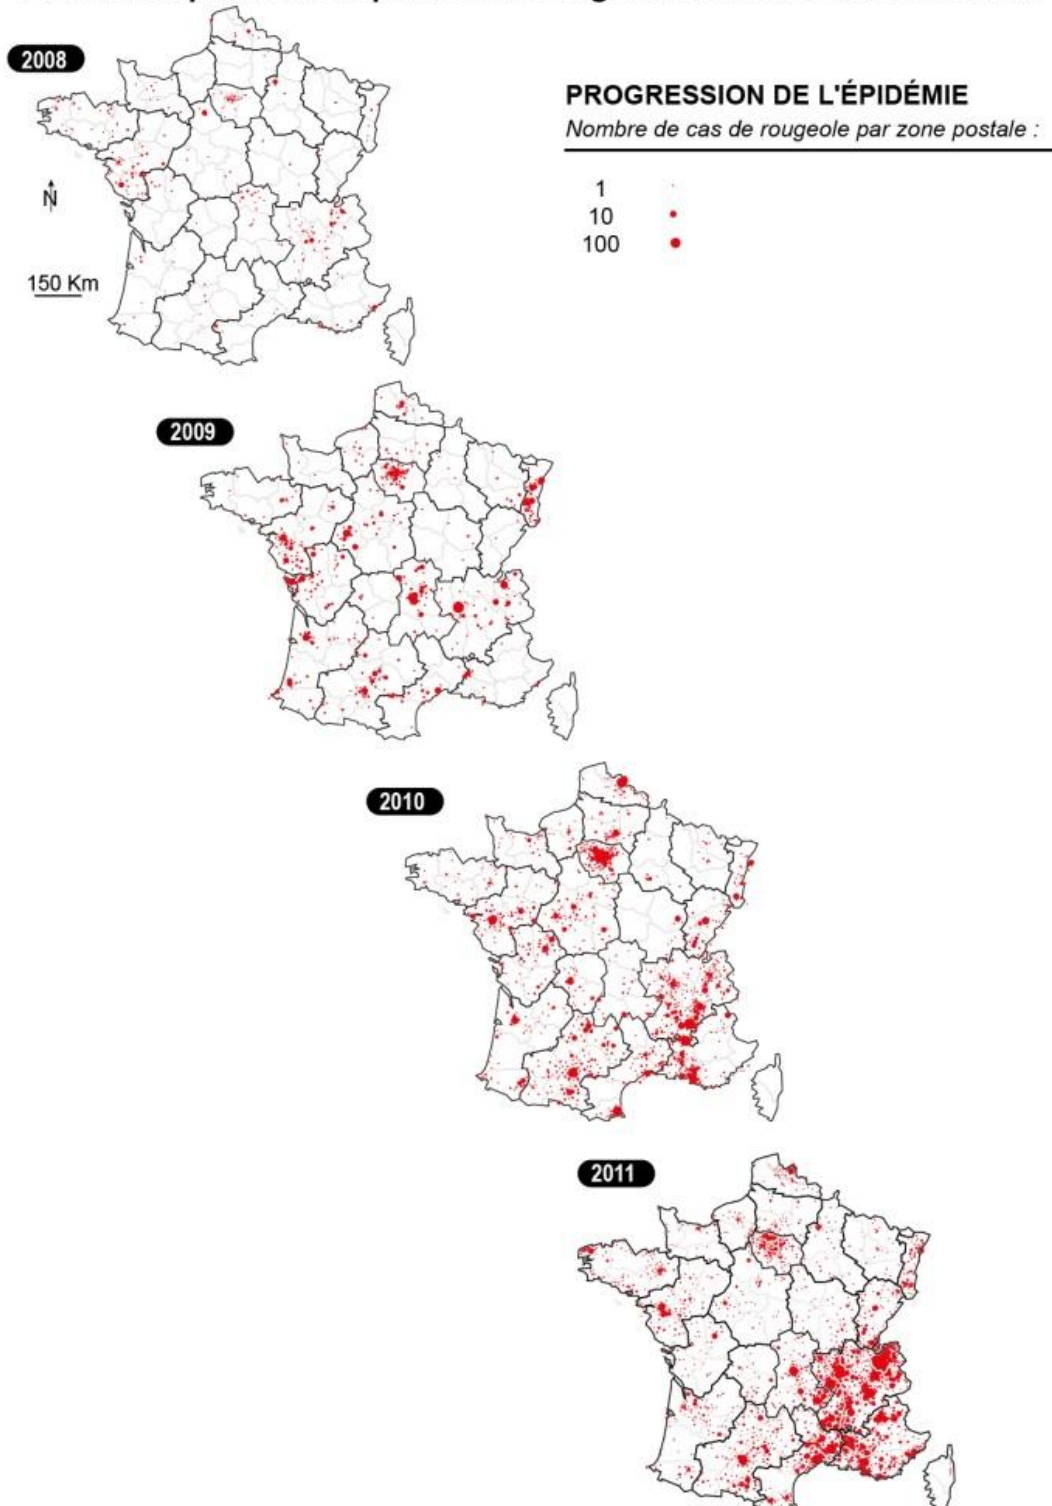 2008
PROGRESSION DE L'ÉPIDÉMIE
Nombre de cas de rougeole par zone postale :
1
10
100
N
150 Km
2009
2010
2011